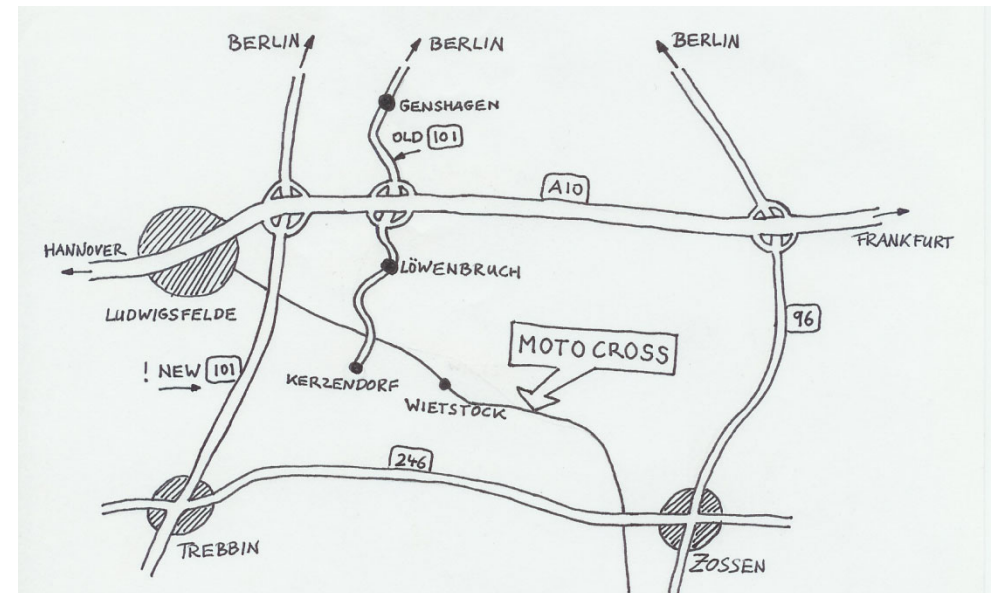 BERLIN
BERLIN
BERLIN
GENSHAGEN
OLD 101
A10
HANNOVER
FRANKFURT
LÖWENBRUCH
LUDWIGSFELDE
96
MOTO CROSS
! NEW 101
KERZENDORF
WIETSTOCK
246
TREBBIN
ZOSSEN